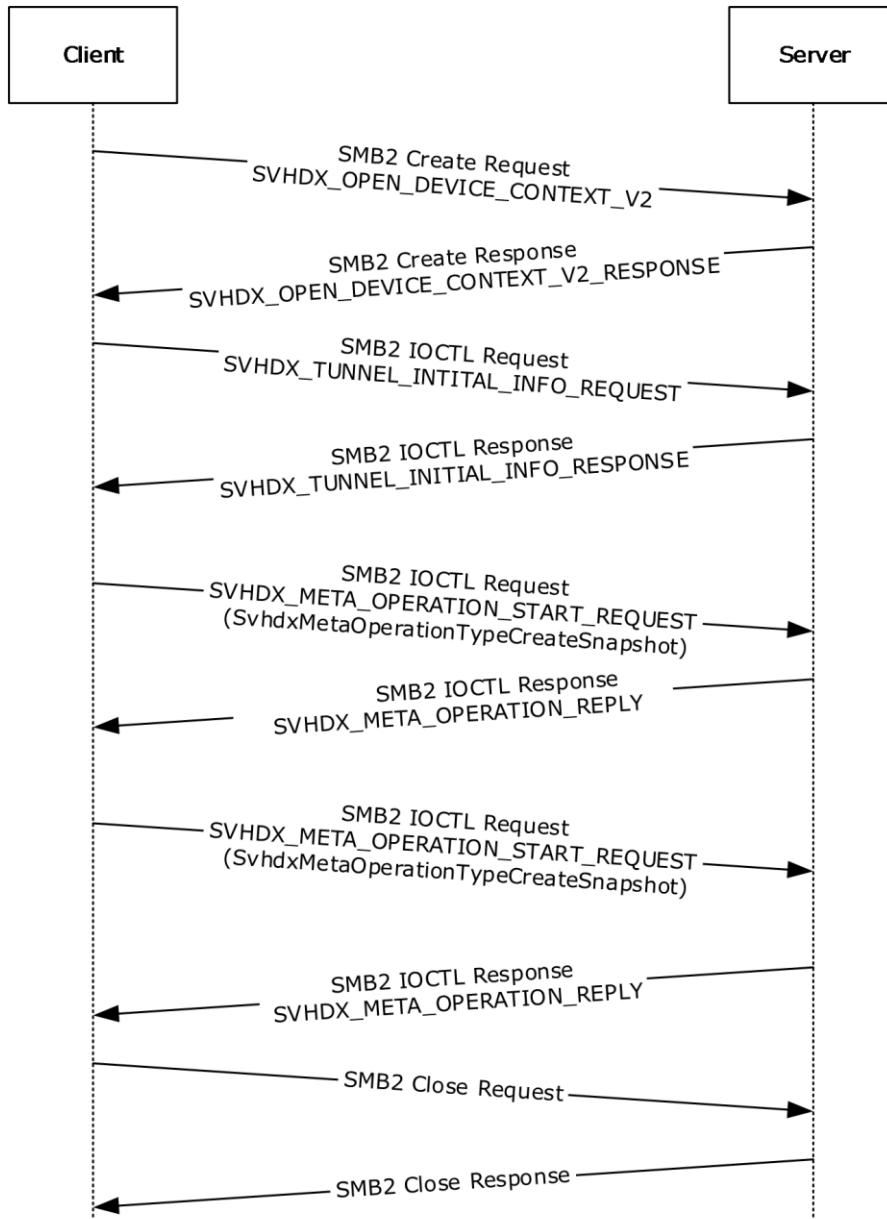 Client
Server
SMB2 Create Request
SVHDX_OPEN_DEVICE_CONTEXT_V2
SMB2 Create Response
SVHDX_OPEN_DEVICE_CONTEXT_V2_RESPONSE
SMB2 IOCTL Request
SVHDX_TUNNEL_INTITAL_INFO_REQUEST
SMB2 IOCTL Response
SVHDX_TUNNEL_INITIAL_INFO_RESPONSE
SMB2 IOCTL Request
SVHDX_META_OPERATION_START_REQUEST
(SvhdxMetaOperationTypeCreateSnapshot)
SMB2 IOCTL Response
SVHDX_META_OPERATION_REPLY
SMB2 IOCTL Request
SVHDX_META_OPERATION_START_REQUEST
(SvhdxMetaOperationTypeCreateSnapshot)
SMB2 IOCTL Response
SVHDX_META_OPERATION_REPLY
SMB2 Close Request
SMB2 Close Response